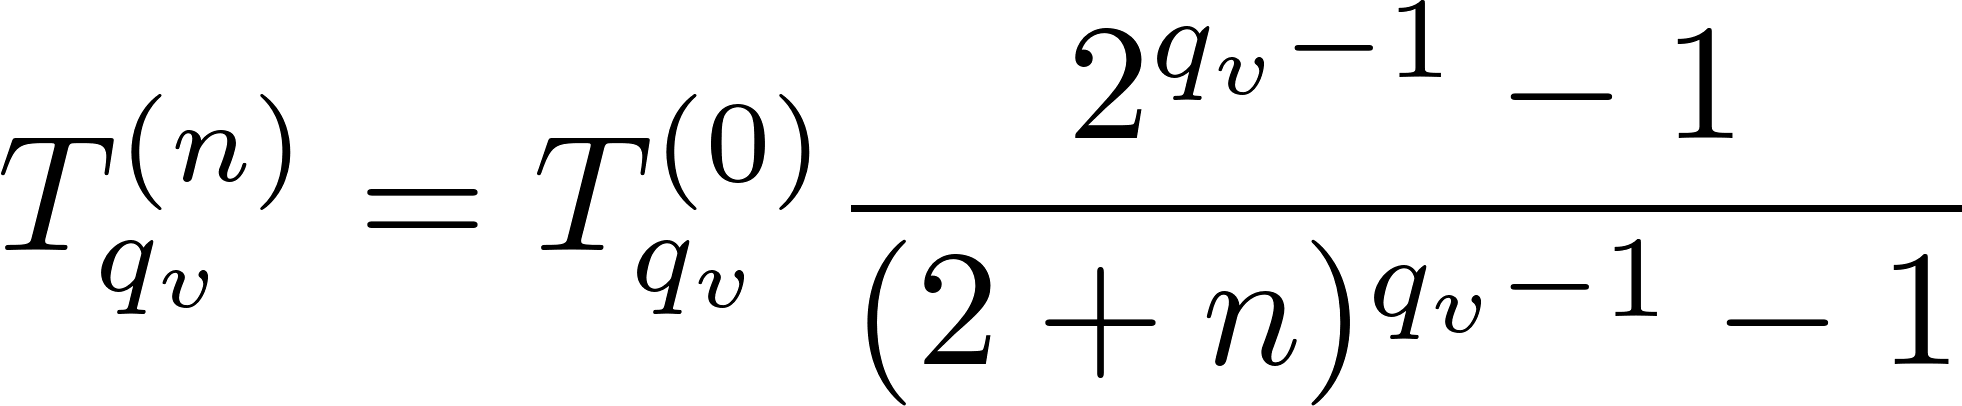 T_{q_v}^{(n)} = T_{q_v}^{(0)} \frac{2^{q_v - 1} - 1}{(2 + n)^{q_v - 1} - 1}